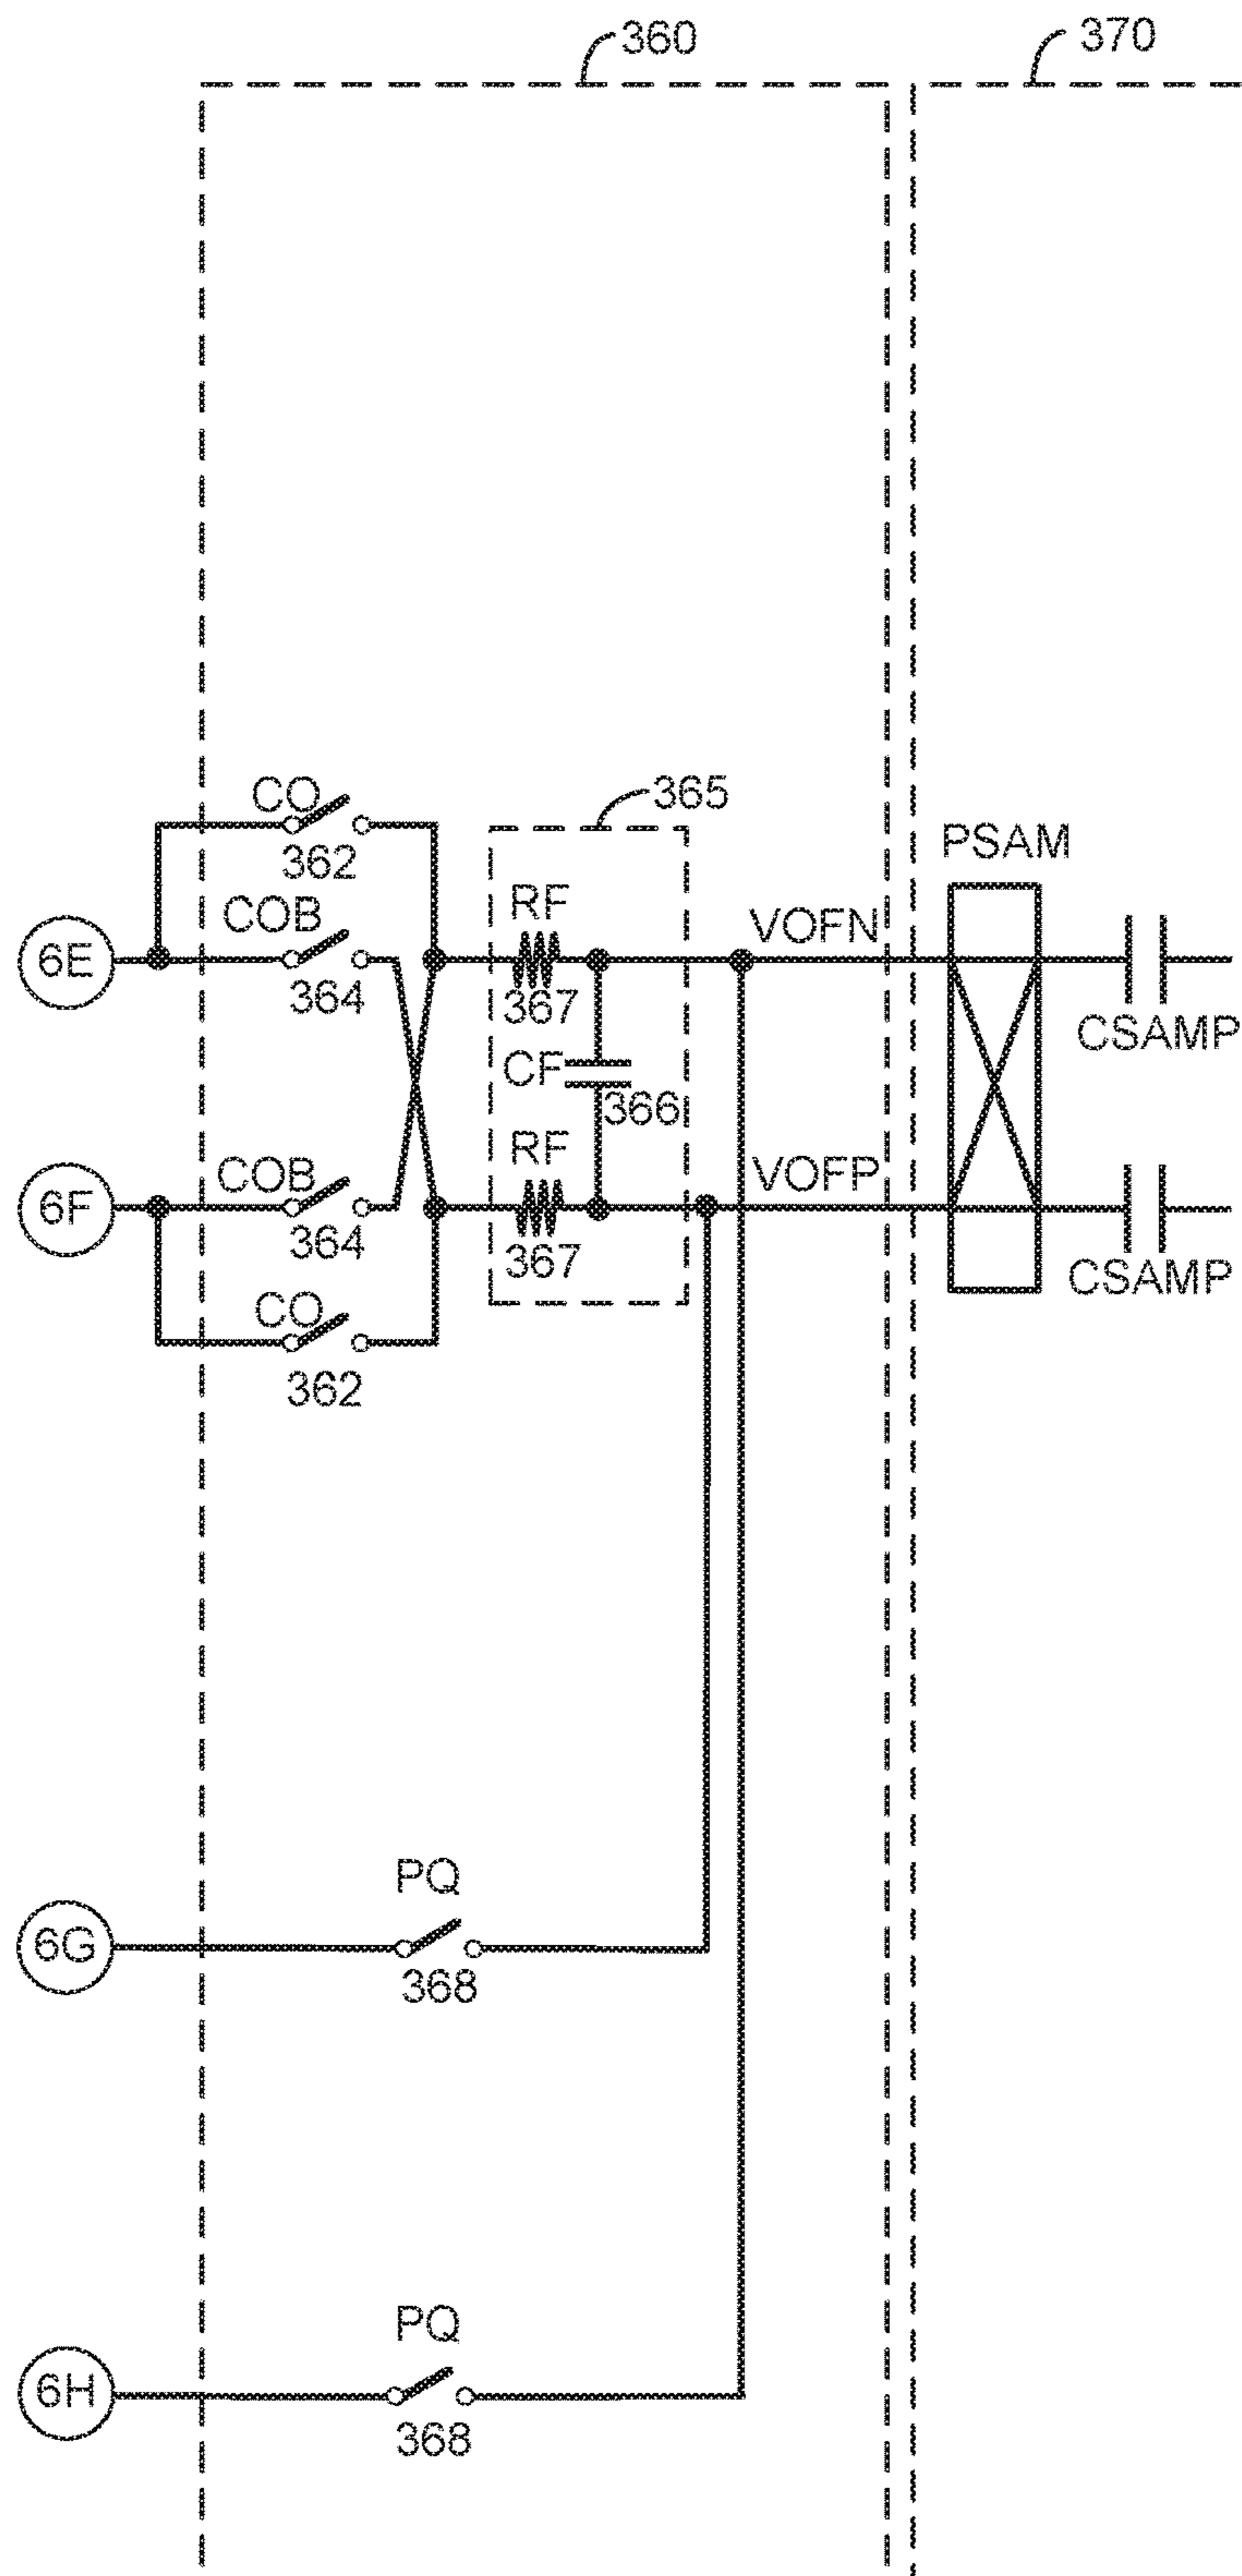 360
370
CO
362
365
PSAM
COB
RF
VOFN
6E
364
367
CSAMP
CF
366
COB
RF
VOFP
6F
364
367
CSAMP
CO
362
PQ
6G
368
PQ
6H
368